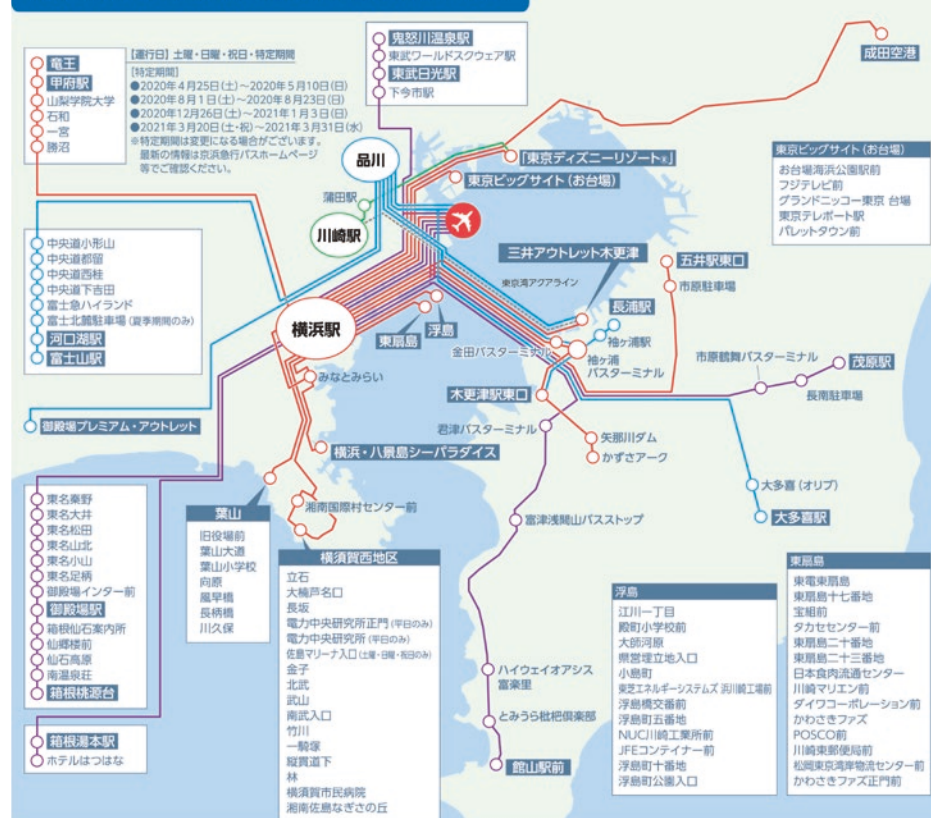 【運行日】土曜・日曜・祝日・特定期間
[特定期間]
●2020年4月25日(土)〜2020年5月10日(日)
●2020年8月1日(土)〜2020年8月23日(日)
●2020年12月26日(土)〜2021年1月3日(日)
●2021年3月20日(土・祝)〜2021年3月31日(水)
※特定期間は変更になる場合がございます。
最新の情報は京浜急行バスホームページ
等でご確認ください。
竜王
甲府駅
山梨学院大学
石和
一宮
勝沼
鬼怒川温泉駅
東武ワールドスクウェア駅
東武日光駅
下今市駅
成田空港
品川
「東京ディズニーリゾート®」
東京ビッグサイト(お台場)
蒲田駅
川崎駅
東京ビッグサイト(お台場)
お台場海浜公園駅前
フジテレビ前
グランドニッコー東京 台場
東京テレポート駅
パレットタウン前
中央道小形山
中央道都留
中央道西桂
中央道下吉田
富士急ハイランド
富士北麓駐車場(夏季期間のみ)
河口湖駅
富士山駅
三井アウトレット木更津
東京湾アクアライン
五井駅東口
市原駐車場
長浦駅
袖ヶ浦駅
横浜駅
東扇島
浮島
金田バスターミナル
袖ヶ浦
バスターミナル
市原鶴舞バスターミナル
茂原駅
長南駐車場
みなとみらい
木更津駅東口
御殿場プレミアム・アウトレット
君津バスターミナル
矢那川ダム
かずさアーク
横浜・八景島シーパラダイス
大多喜(オリブ)
大多喜駅
湘南国際村センター前
富津浅間山バスストップ
東名秦野
東名大井
東名松田
東名山北
東名小山
東名足柄
御殿場インター前
御殿場駅
箱根仙石案内所
仙郷楼前
仙石高原
南温泉荘
箱根桃源台
箱根湯本駅
ホテルはつはな
葉山
旧役場前
葉山大道
葉山小学校
向原
風早橋
長柄橋
川久保
横須賀西地区
立石
大楠芦名口
長坂
電力中央研究所正門(平日のみ)
電力中央研究所(平日のみ)
佐島マリーナ入口(土曜・日曜・祝日のみ)
金子
北武
武山
南武入口
竹川
一騎塚
縦貫道下
林
横須賀市民病院
湘南佐島なぎさの丘
ハイウェイオアシス
富楽里
とみうら枇杷倶楽部
館山駅前
浮島
江川一丁目
殿町小学校前
大師河原
県営埋立地入口
小島町
東芝エネルギーシステムズ 浜川崎工場前
浮島橋交番前
浮島町五番地
NUC川崎工業所前
JFEコンテイナー前
浮島町十番地
浮島町公園入口
東扇島
東電東扇島
東扇島十七番地
宝組前
タカセセンター前
東扇島二十番地
東扇島二十三番地
日本食肉流通センター
川崎マリエン前
ダイワコーポレーション前
かわさきファズ
POSCO前
川崎東郵便局前
松岡東京湾岸物流センター前
かわさきファズ正門前